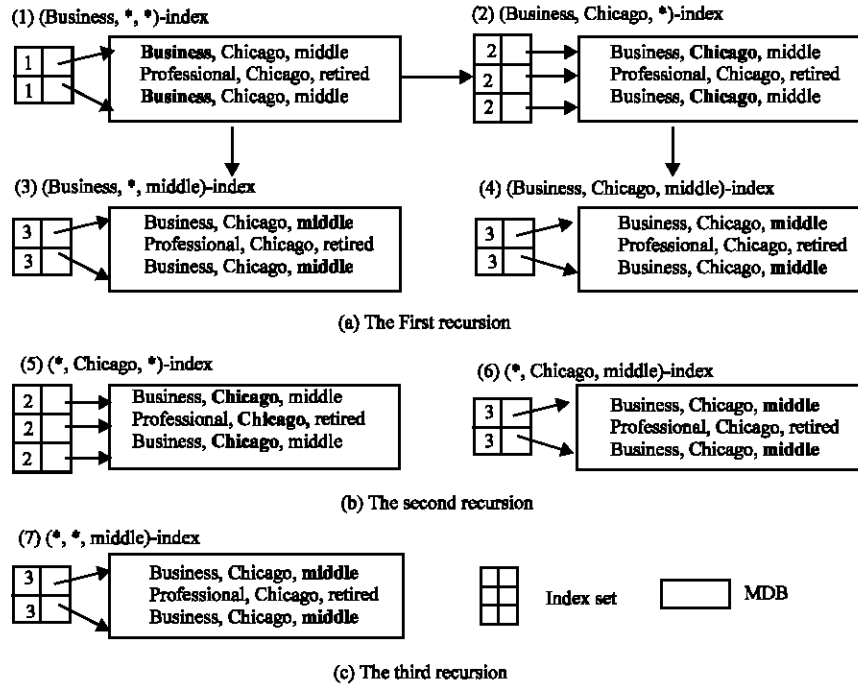 (1) (Business, *, *)-index
1
1
Business, Chicago, middle
Professional, Chicago, retired
Business, Chicago, middle
(2) (Business, Chicago, *)-index
2
2
2
Business, Chicago, middle
Professional, Chicago, retired
Business, Chicago, middle
(3) (Business, *, middle)-index
3
3
Business, Chicago, middle
Professional, Chicago, retired
Business, Chicago, middle
(4) (Business, Chicago, middle)-index
3
3
Business, Chicago, middle
Professional, Chicago, retired
Business, Chicago, middle
(a) The First recursion
(5) (*, Chicago, *)-index
2
2
2
Business, Chicago, middle
Professional, Chicago, retired
Business, Chicago, middle
(6) (*, Chicago, middle)-index
3
3
Business, Chicago, middle
Professional, Chicago, retired
Business, Chicago, middle
(b) The second recursion
(7) (*, *, middle)-index
3
3
Business, Chicago, middle
Professional, Chicago, retired
Business, Chicago, middle
Index set
MDB
(c) The third recursion